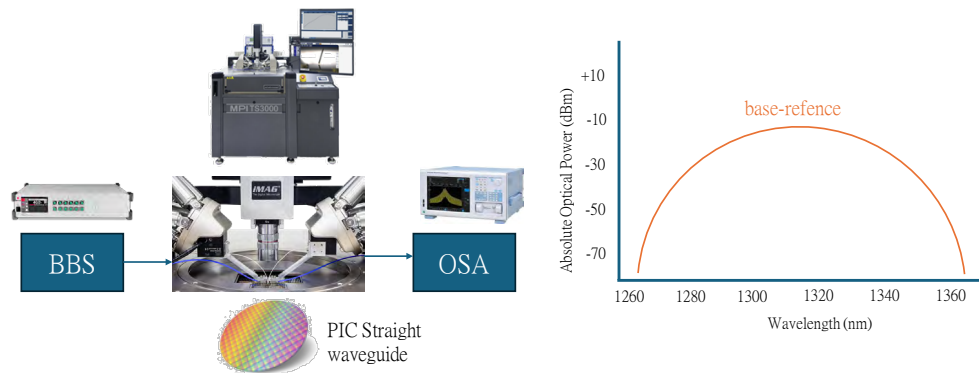 MPI TS3000
iMAG
BBS
OSA
PIC Straight
waveguide
base-refence
Absolute Optical Power (dBm)
+10
-10
-30
-50
-70
1260
1280
1300
1320
1340
1360
Wavelength (nm)